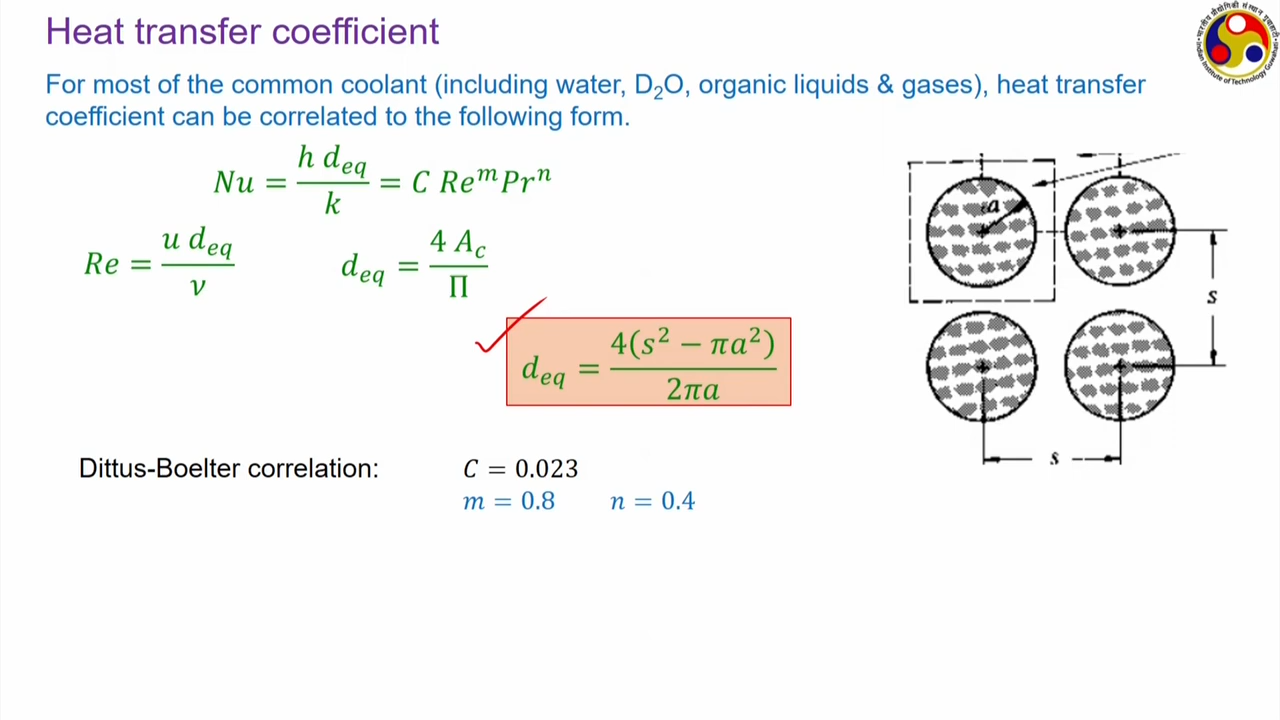 Heat transfer coefficient
For most of the common coolant (including water, D₂O, organic liquids & gases), heat transfer
coefficient can be correlated to the following form.
Nu = h d_eq / k = C Re^m Pr^n
Re = u d_eq / ν
d_eq = 4 A_c / Π
d_eq = 4(s² − πa²) / 2πa
Dittus-Boelter correlation:
C = 0.023
m = 0.8 n = 0.4
a
s
s